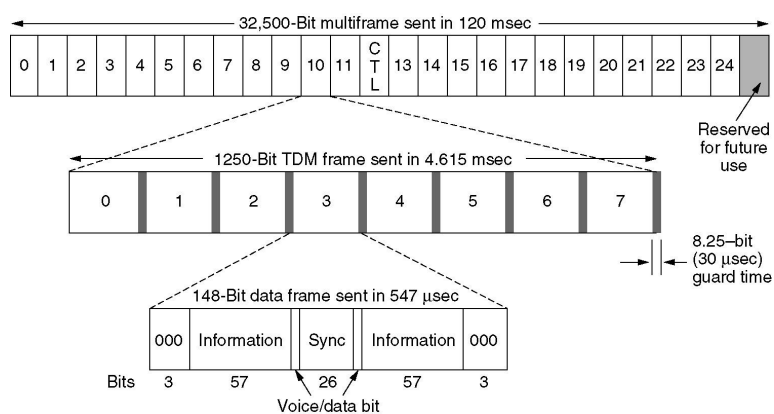 32,500-Bit multiframe sent in 120 msec
0 1 2 3 4 5 6 7 8 9 10 11 CTL 13 14 15 16 17 18 19 20 21 22 23 24
Reserved
for future
use
1250-Bit TDM frame sent in 4.615 msec
0 1 2 3 4 5 6 7
8.25–bit
(30 μsec)
guard time
148-Bit data frame sent in 547 μsec
000 Information Sync Information 000
Bits 3 57 26 57 3
Voice/data bit